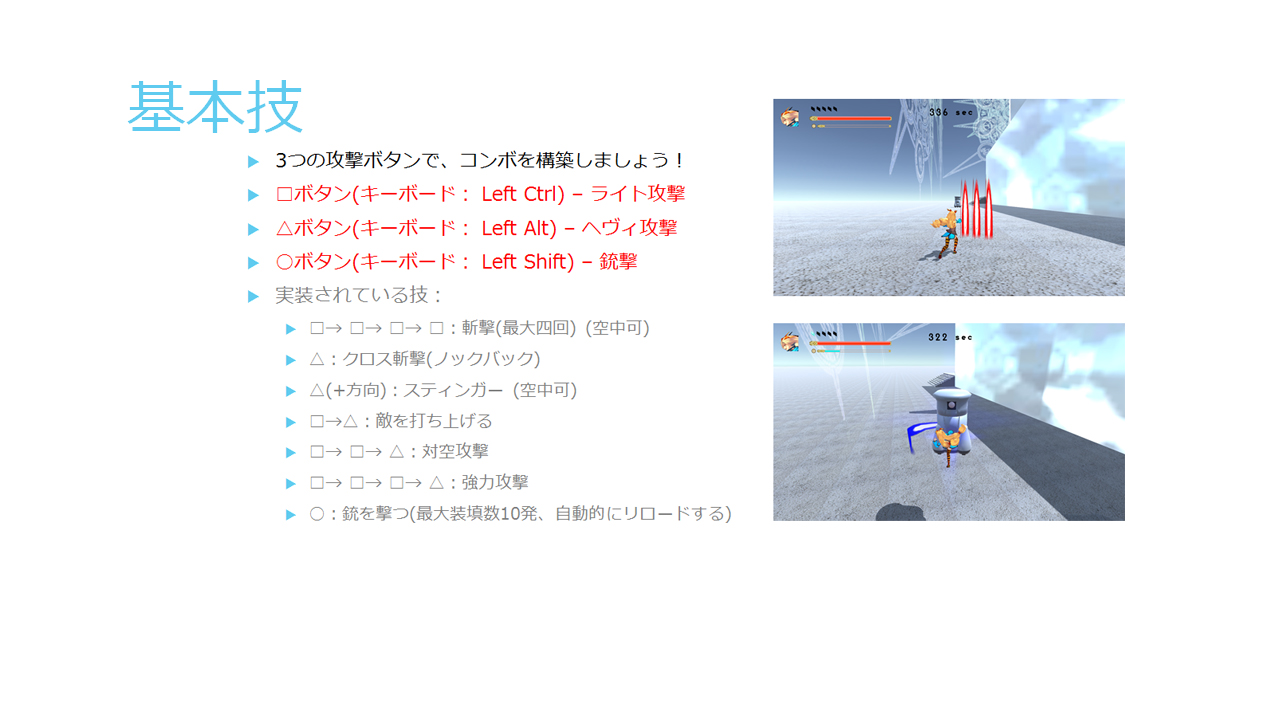 基本技
3つの攻撃ボタンで、コンボを構築しましょう！
□ボタン(キーボード： Left Ctrl) – ライト攻撃
△ボタン(キーボード： Left Alt) – ヘヴィ攻撃
○ボタン(キーボード： Left Shift) – 銃撃
実装されている技：
□→ □→ □→ □：斬撃(最大四回) (空中可)
△：クロス斬撃(ノックバック)
△(+方向)：スティンガー (空中可)
□→△：敵を打ち上げる
□→ □→ △：対空攻撃
□→ □→ □→ △：強力攻撃
○：銃を撃つ(最大装填数10発、自動的にリロードする)
336 sec
322 sec